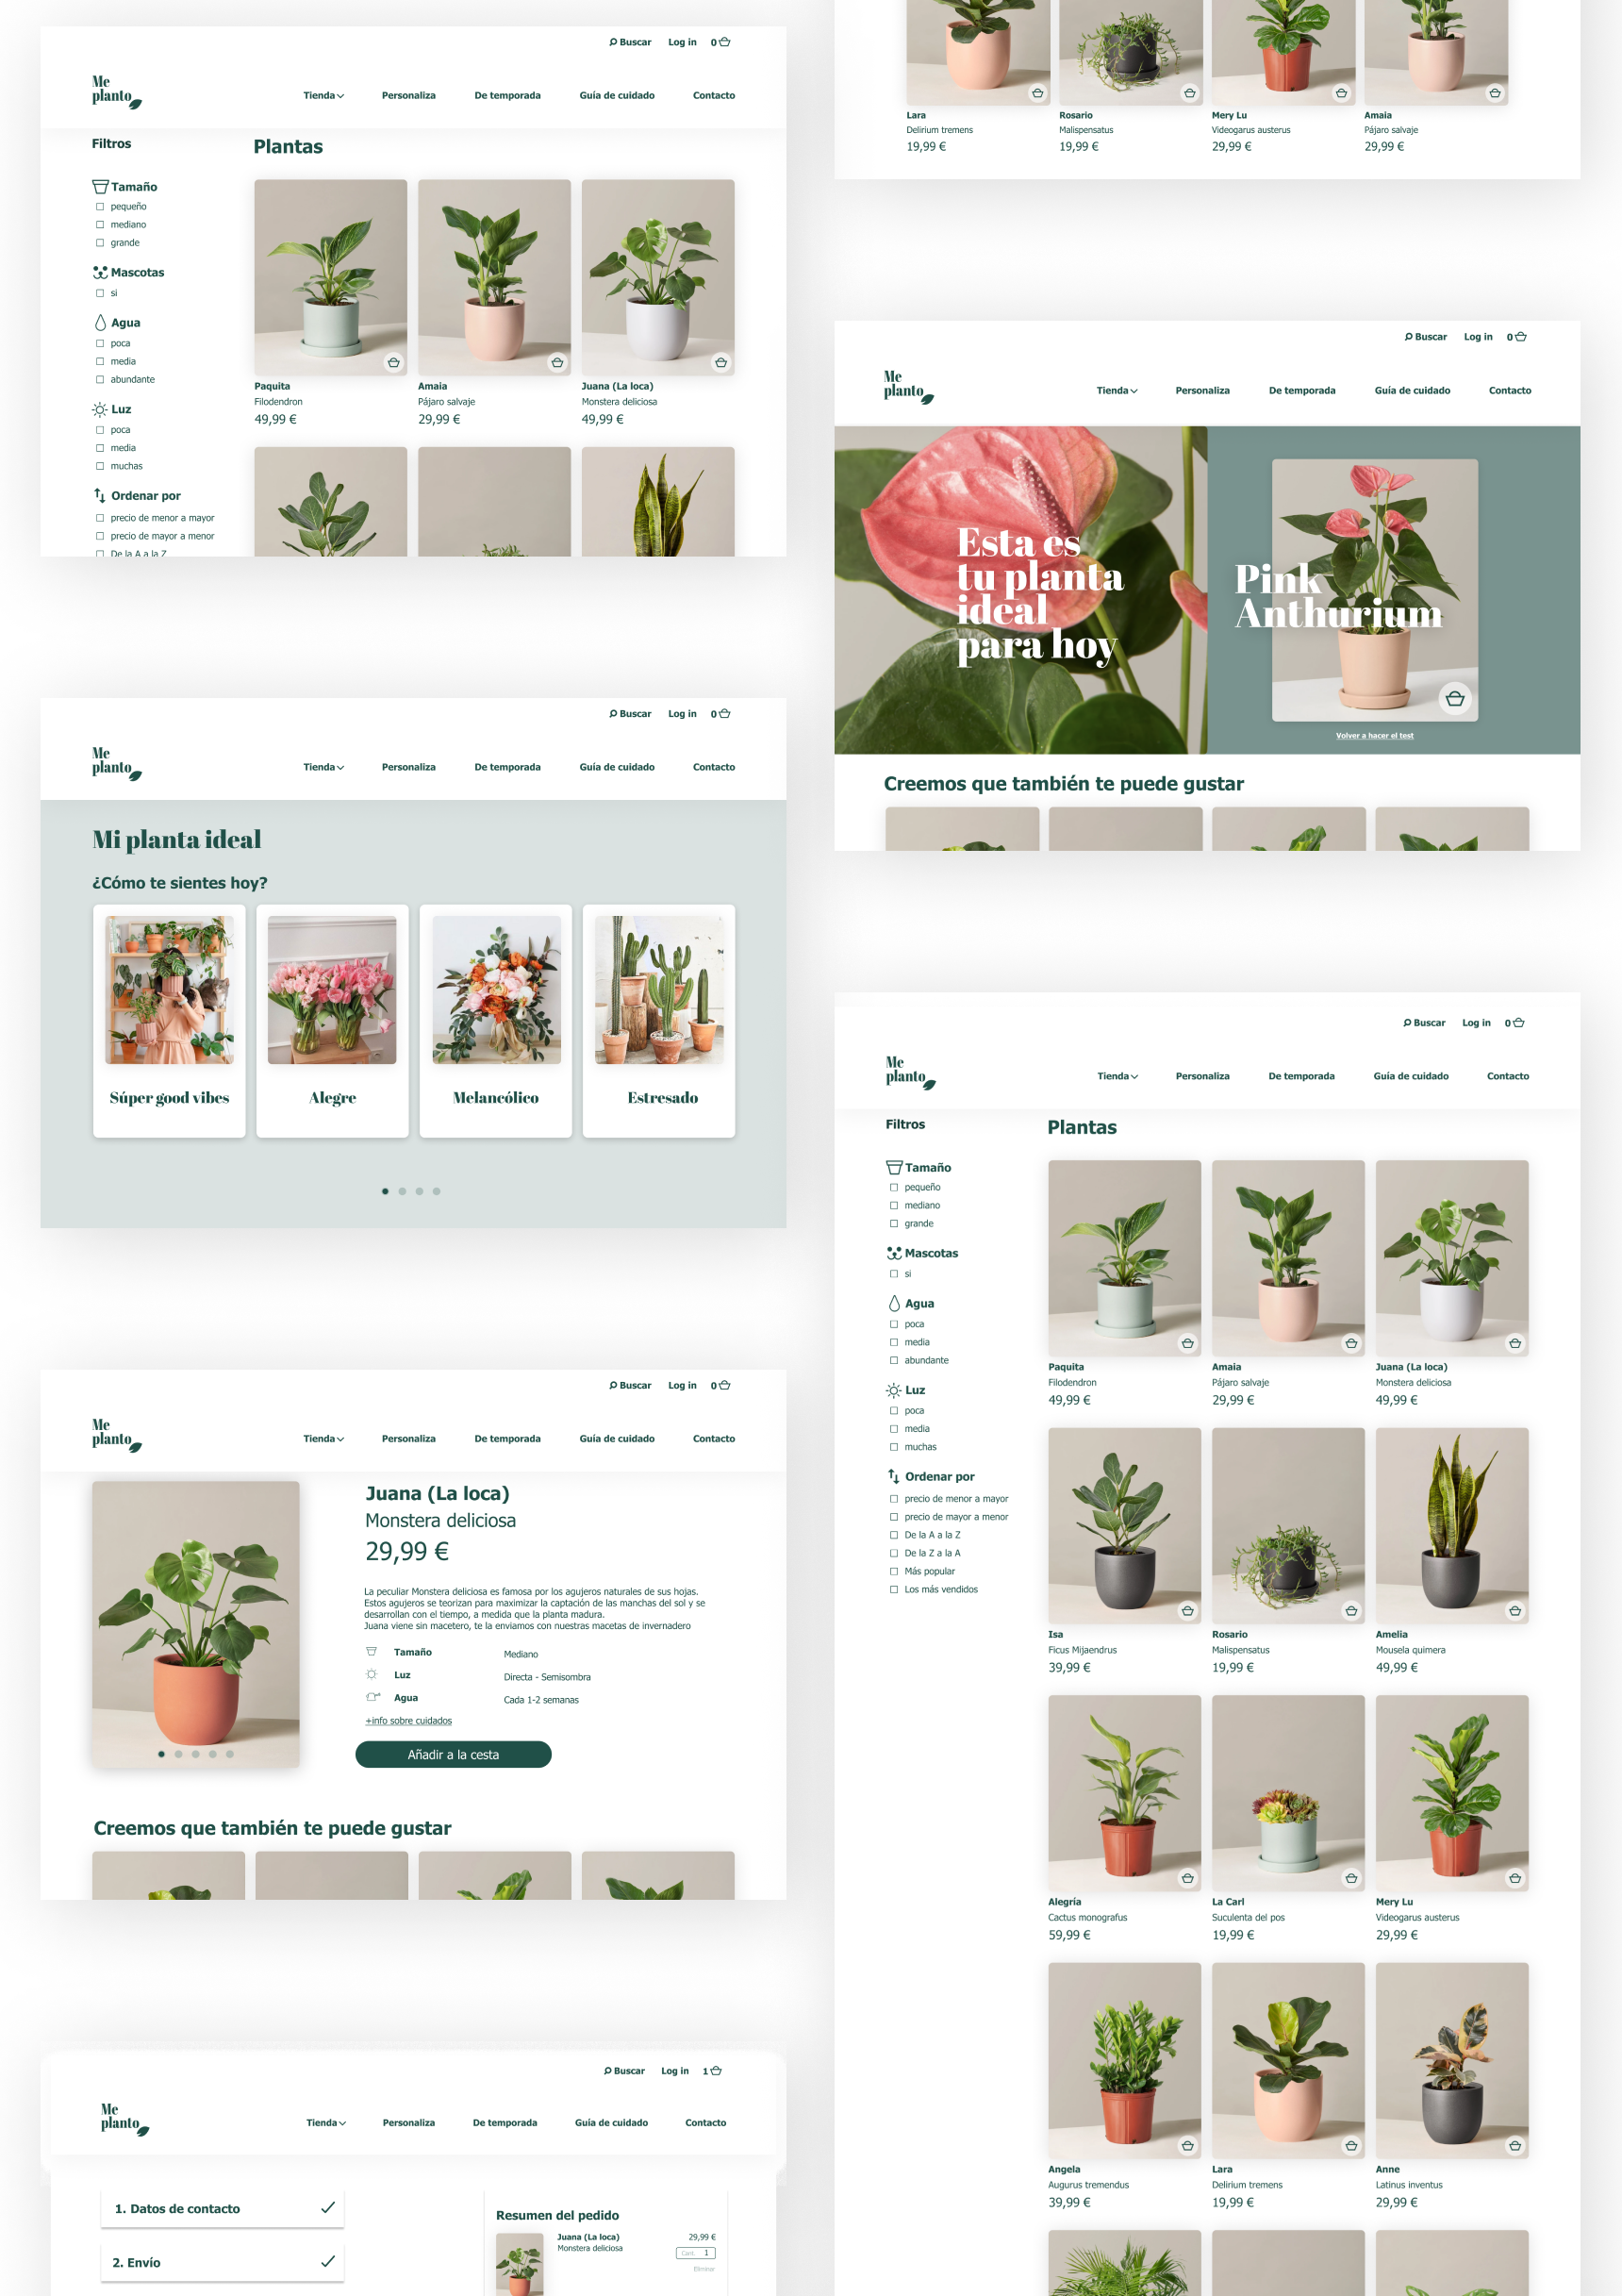 Buscar Log in 0
Me
planto
Tienda Personaliza De temporada Guía de cuidado Contacto
Filtros
Tamaño
pequeño
mediano
grande
Mascotas
si
Agua
poca
media
abundante
Luz
poca
media
muchas
Ordenar por
precio de menor a mayor
precio de mayor a menor
De la A a la Z
Plantas
Paquita
Filodendron
49,99 €
Amaia
Pájaro salvaje
29,99 €
Juana (La loca)
Monstera deliciosa
49,99 €
Buscar Log in 0
Me
planto
Tienda Personaliza De temporada Guía de cuidado Contacto
Mi planta ideal
¿Cómo te sientes hoy?
Súper good vibes
Alegre
Melancólico
Estresado
Buscar Log in 0
Me
planto
Tienda Personaliza De temporada Guía de cuidado Contacto
Juana (La loca)
Monstera deliciosa
29,99 €
La peculiar Monstera deliciosa es famosa por los agujeros naturales de sus hojas.
Estos agujeros se teorizan para maximizar la captación de las manchas del sol y se
desarrollan con el tiempo, a medida que la planta madura.
Juana viene sin macetero, te la enviamos con nuestras macetas de invernadero
Tamaño Mediano
Luz Directa - Semisombra
Agua Cada 1-2 semanas
+info sobre cuidados
Añadir a la cesta
Creemos que también te puede gustar
Buscar Log in 1
Me
planto
Tienda Personaliza De temporada Guía de cuidado Contacto
1. Datos de contacto
2. Envío
Resumen del pedido
Juana (La loca) 29,99 €
Monstera deliciosa
Cant. 1
Eliminar
Lara
Delirium tremens
19,99 €
Rosario
Malispensatus
19,99 €
Mery Lu
Videogarus austerus
29,99 €
Amaia
Pájaro salvaje
29,99 €
Buscar Log in 0
Me
planto
Tienda Personaliza De temporada Guía de cuidado Contacto
Esta es
tu planta
ideal
para hoy
Pink
Anthurium
Volver a hacer el test
Creemos que también te puede gustar
Buscar Log in 0
Me
planto
Tienda Personaliza De temporada Guía de cuidado Contacto
Filtros
Tamaño
pequeño
mediano
grande
Mascotas
si
Agua
poca
media
abundante
Luz
poca
media
muchas
Ordenar por
precio de menor a mayor
precio de mayor a menor
De la A a la Z
De la Z a la A
Más popular
Los más vendidos
Plantas
Paquita
Filodendron
49,99 €
Amaia
Pájaro salvaje
29,99 €
Juana (La loca)
Monstera deliciosa
49,99 €
Isa
Ficus Mijaendrus
39,99 €
Rosario
Malispensatus
19,99 €
Amelia
Mousela quimera
49,99 €
Alegría
Cactus monografus
59,99 €
La Carl
Suculenta del pos
19,99 €
Mery Lu
Videogarus austerus
29,99 €
Angela
Augurus tremendus
39,99 €
Lara
Delirium tremens
19,99 €
Anne
Latinus inventus
29,99 €